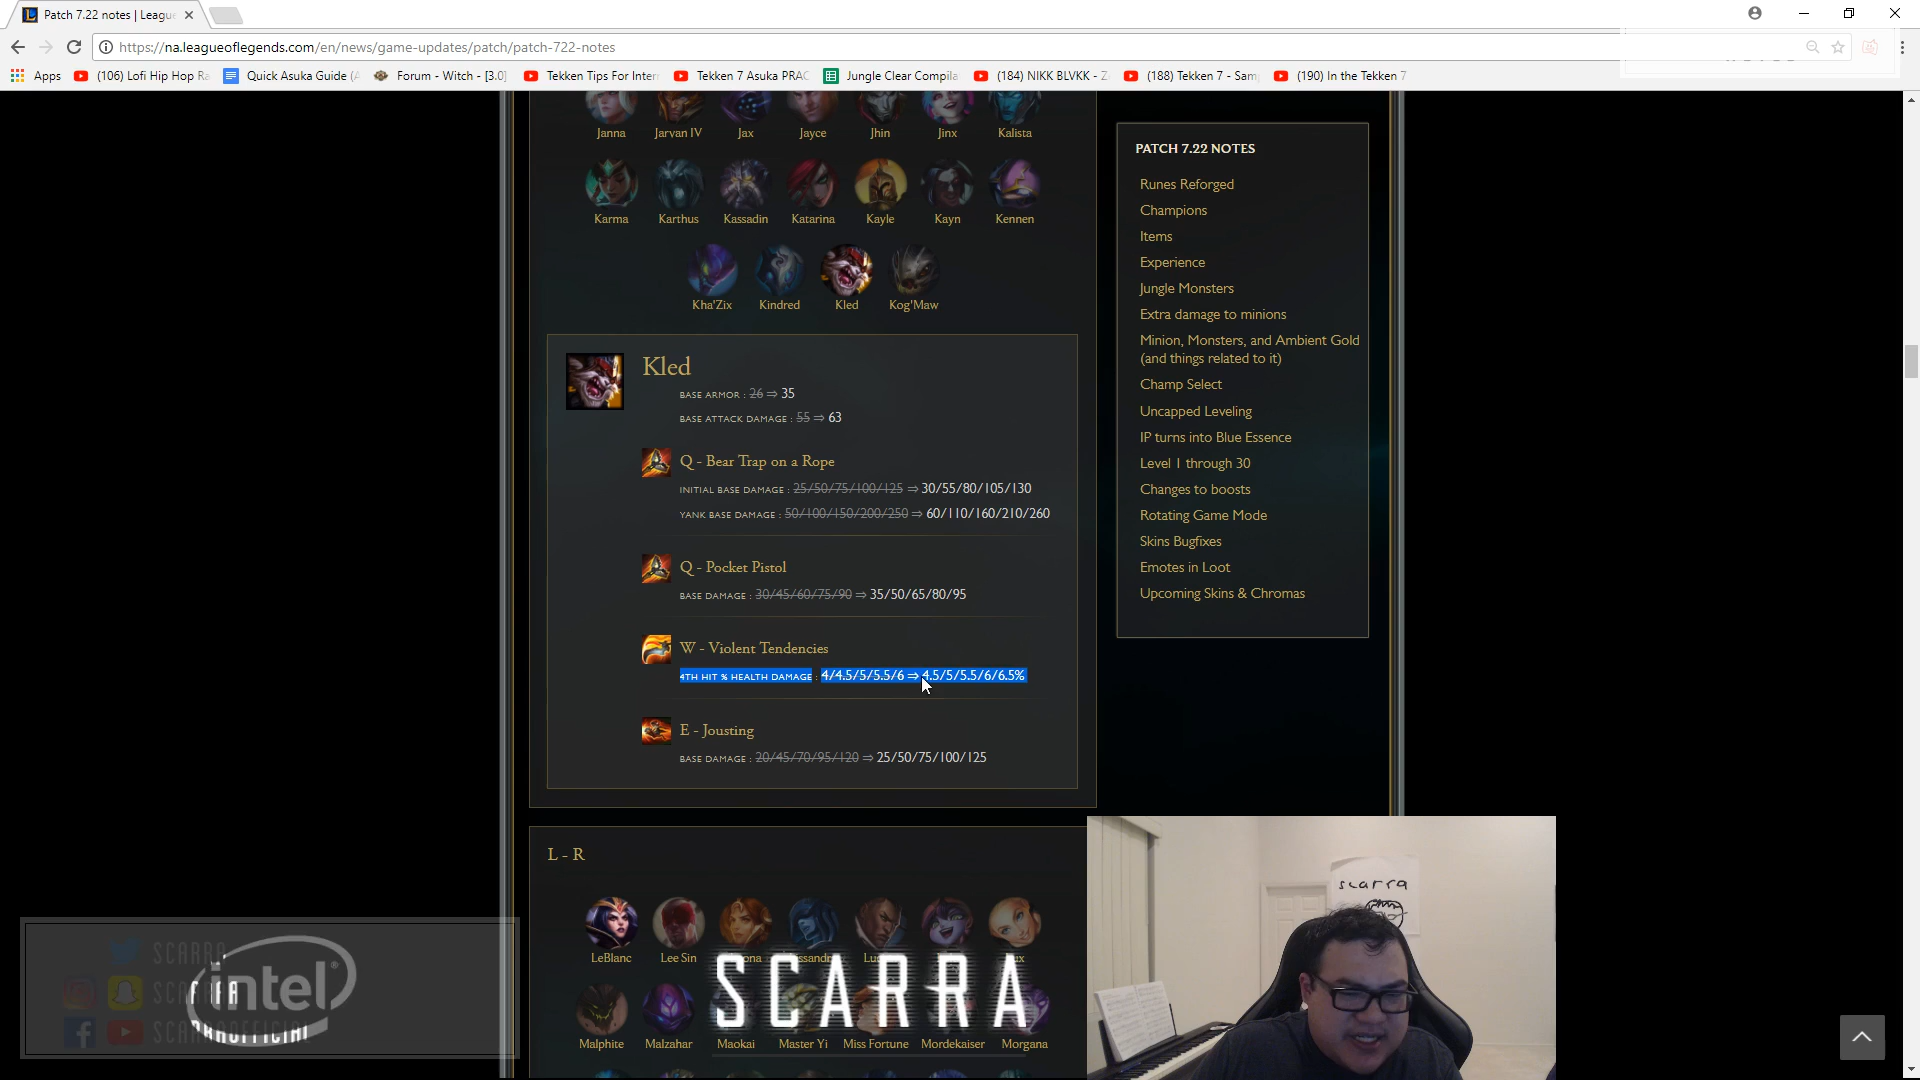 Patch 7.22 notes | Leagu
https://na.leagueoflegends.com/en/news/game-updates/patch/patch-722-notes
Apps
(106) Lofi Hip Hop Ra
Quick Asuka Guide (A
Forum - Witch - [3.0]
Tekken Tips For Inter
Tekken 7 Asuka PRAC
Jungle Clear Compila
(184) NIKK BLVKK - Z
(188) Tekken 7 - Sam
(190) In the Tekken 7
Janna Jarvan IV Jax Jayce Jhin Jinx Kalista
Karma Karthus Kassadin Katarina Kayle Kayn Kennen
Kha'Zix Kindred Kled Kog'Maw
Kled
BASE ARMOR : 26 ⇒ 35
BASE ATTACK DAMAGE : 55 ⇒ 63
Q - Bear Trap on a Rope
INITIAL BASE DAMAGE : 25/50/75/100/125 ⇒ 30/55/80/105/130
YANK BASE DAMAGE : 50/100/150/200/250 ⇒ 60/110/160/210/260
Q - Pocket Pistol
BASE DAMAGE : 30/45/60/75/90 ⇒ 35/50/65/80/95
W - Violent Tendencies
4TH HIT % HEALTH DAMAGE : 4/4.5/5/5.5/6 ⇒ 4.5/5/5.5/6/6.5%
E - Jousting
BASE DAMAGE : 20/45/70/95/120 ⇒ 25/50/75/100/125
PATCH 7.22 NOTES
Runes Reforged
Champions
Items
Experience
Jungle Monsters
Extra damage to minions
Minion, Monsters, and Ambient Gold
(and things related to it)
Champ Select
Uncapped Leveling
IP turns into Blue Essence
Level 1 through 30
Changes to boosts
Rotating Game Mode
Skins Bugfixes
Emotes in Loot
Upcoming Skins & Chromas
L - R
LeBlanc Lee Sin
Malphite Malzahar Maokai Master Yi Miss Fortune Mordekaiser Morgana
SCARRA
SCARRA
intel
scarra